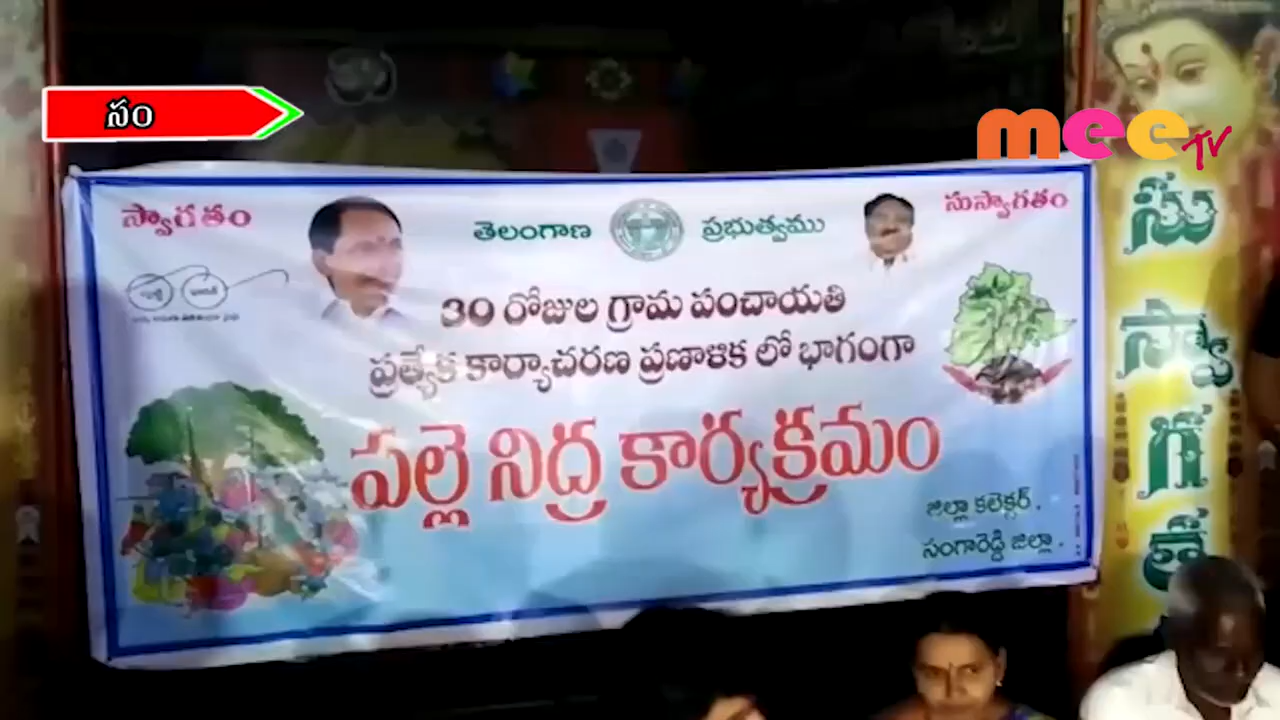 సం
mee TV
స్వాగతం
తెలంగాణ ప్రభుత్వము
సుస్వాగతం
30 రోజుల గ్రామ పంచాయతి
ప్రత్యేక కార్యాచరణ ప్రణాళిక లో భాగంగా
పల్లె నిద్ర కార్యక్రమం
జిల్లా కలెక్టర్.
సంగారెడ్డి జిల్లా.
సు
స్వా
గ
తం